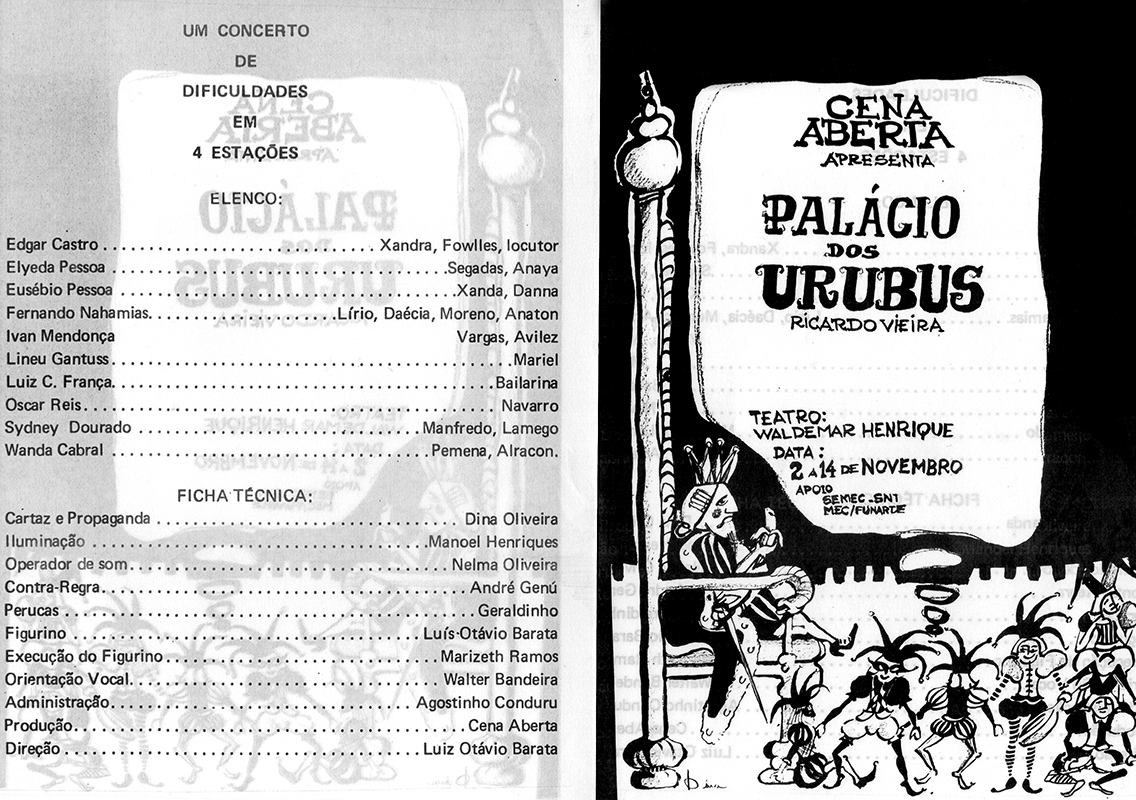 UM CONCERTO
DE
DIFICULDADES
EM
4 ESTAÇÕES
ELENCO:
Edgar Castro . . . . . . . . . . . . . . . . . . . . . . . . . . . . . . Xandra, Fowlles, locutor
Elyeda Pessoa . . . . . . . . . . . . . . . . . . . . . . . . . . . . . . Segadas, Anaya
Eusébio Pessoa . . . . . . . . . . . . . . . . . . . . . . . . . . . . . . Xanda, Danna
Fernando Nahamias. . . . . . . . . . . . . . . . . . . . Lírio, Daécia, Moreno, Anaton
Ivan Mendonça Vargas, Avilez
Lineu Gantuss. . . . . . . . . . . . . . . . . . . . . . . . . . . . . . Mariel
Luiz C. França. . . . . . . . . . . . . . . . . . . . . . . . . . . . . . Bailarina
Oscar Reis. . . . . . . . . . . . . . . . . . . . . . . . . . . . . . Navarro
Sydney Dourado . . . . . . . . . . . . . . . . . . . . . . . . . Manfredo, Lamego
Wanda Cabral . . . . . . . . . . . . . . . . . . . . . . . . . Pemena, Alracon.
FICHA TÉCNICA:
Cartaz e Propaganda . . . . . . . . . . . . . . . . . . . . . . . . . Dina Oliveira
Iluminação . . . . . . . . . . . . . . . . . . . . . . . . . Manoel Henriques
Operador de som. . . . . . . . . . . . . . . . . . . . . . . . . Nelma Oliveira
Contra-Regra. . . . . . . . . . . . . . . . . . . . . . . . . André Genú
Perucas . . . . . . . . . . . . . . . . . . . . . . . . . Geraldinho
Figurino . . . . . . . . . . . . . . . . . . . . . . . . . Luís Otávio Barata
Execução do Figurino . . . . . . . . . . . . . . . . . . . . Marizeth Ramos
Orientação Vocal. . . . . . . . . . . . . . . . . . . . . . . . . Walter Bandeira
Administração. . . . . . . . . . . . . . . . . . . . . . . . . Agostinho Conduru
Produção. . . . . . . . . . . . . . . . . . . . . . . . . Cena Aberta
Direção . . . . . . . . . . . . . . . . . . . . . . . . . Luiz Otávio Barata
CENA
ABERTA
APRESENTA
PALÁCIO
DOS
URUBUS
RICARDO VIEIRA
TEATRO:
WALDEMAR HENRIQUE
DATA:
2 A 14 DE NOVEMBRO
APOIO
SEMEC-SNT
MEC/FUNARTE